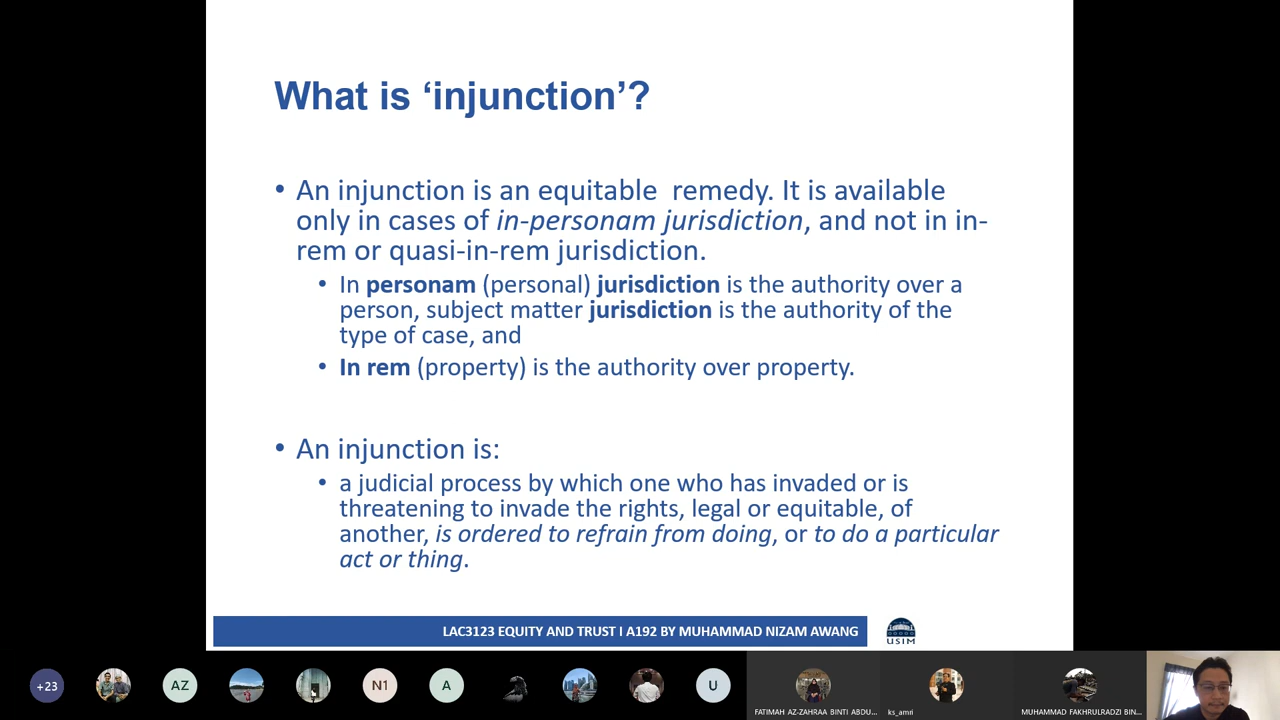 What is ‘injunction’?
• An injunction is an equitable  remedy. It is available
only in cases of in-personam jurisdiction, and not in in-
rem or quasi-in-rem jurisdiction.
• In personam (personal) jurisdiction is the authority over a
person, subject matter jurisdiction is the authority of the
type of case, and
• In rem (property) is the authority over property.
• An injunction is:
• a judicial process by which one who has invaded or is
threatening to invade the rights, legal or equitable, of
another, is ordered to refrain from doing, or to do a particular
act or thing.
LAC3123 EQUITY AND TRUST I A192 BY MUHAMMAD NIZAM AWANG
USIM
+23
AZ
N1
A
U
FATIMAH AZ-ZAHRAA BINTI ABDU...
ks_amri
MUHAMMAD FAKHRULRADZI BIN...